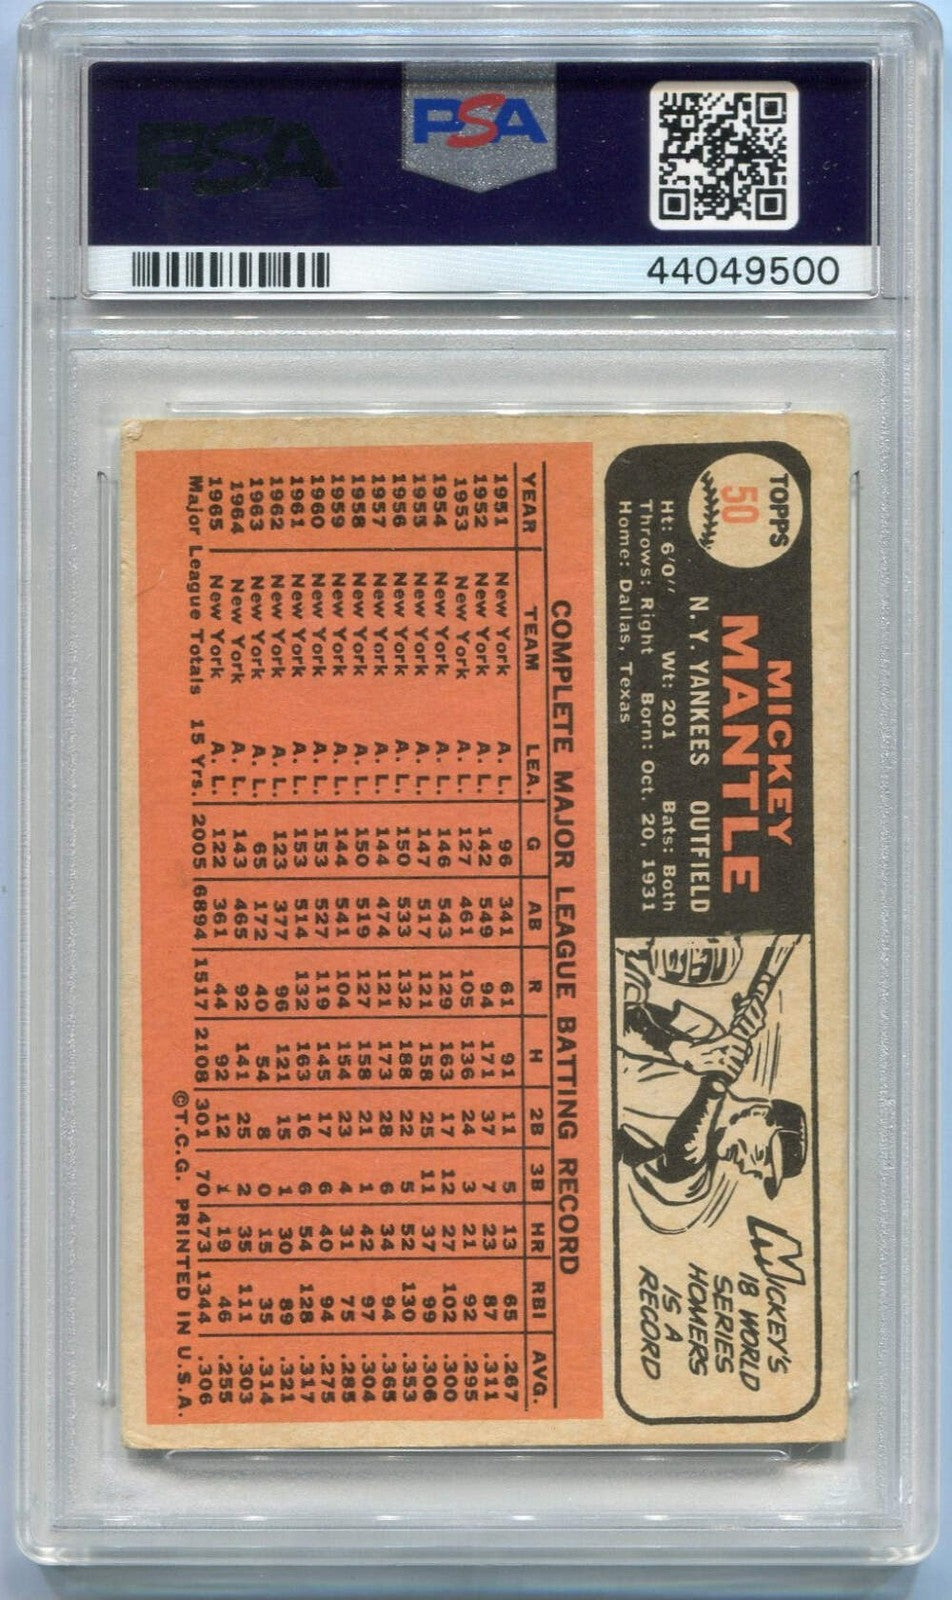 PSA
PSA
44049500
TOPPS
50
MICKEY
MANTLE
N. Y. YANKEES OUTFIELD
Ht: 6'0" Wt: 201 Bats: Both
Throws: Right Born: Oct. 20, 1931
Home: Dallas, Texas
MICKEY'S
18 WORLD
SERIES
HOMERS
IS A
RECORD
COMPLETE MAJOR LEAGUE BATTING RECORD
YEAR TEAM LEA. G AB R H 2B 3B HR RBI AVG.
1951 New York A. L. 96 341 61 91 11 5 13 65 .267
1952 New York A. L. 142 549 94 171 37 7 23 87 .311
1953 New York A. L. 127 461 105 136 24 3 21 92 .295
1954 New York A. L. 146 543 129 163 17 12 27 102 .300
1955 New York A. L. 147 517 121 158 25 11 37 99 .306
1956 New York A. L. 150 533 132 188 22 5 52 130 .353
1957 New York A. L. 144 474 121 173 28 6 34 94 .365
1958 New York A. L. 150 519 127 158 21 1 42 97 .304
1959 New York A. L. 144 541 104 154 23 4 31 75 .285
1960 New York A. L. 153 527 119 145 17 6 40 94 .275
1961 New York A. L. 153 514 132 163 16 6 54 128 .317
1962 New York A. L. 123 377 96 121 15 1 30 89 .321
1963 New York A. L. 65 172 40 54 8 0 15 35 .314
1964 New York A. L. 143 465 92 141 25 2 35 111 .303
1965 New York A. L. 122 361 44 92 12 1 19 46 .255
Major League Totals 15 Yrs. 2005 6894 1517 2108 301 70 473 1344 .306
©T.C.G. PRINTED IN U.S.A.